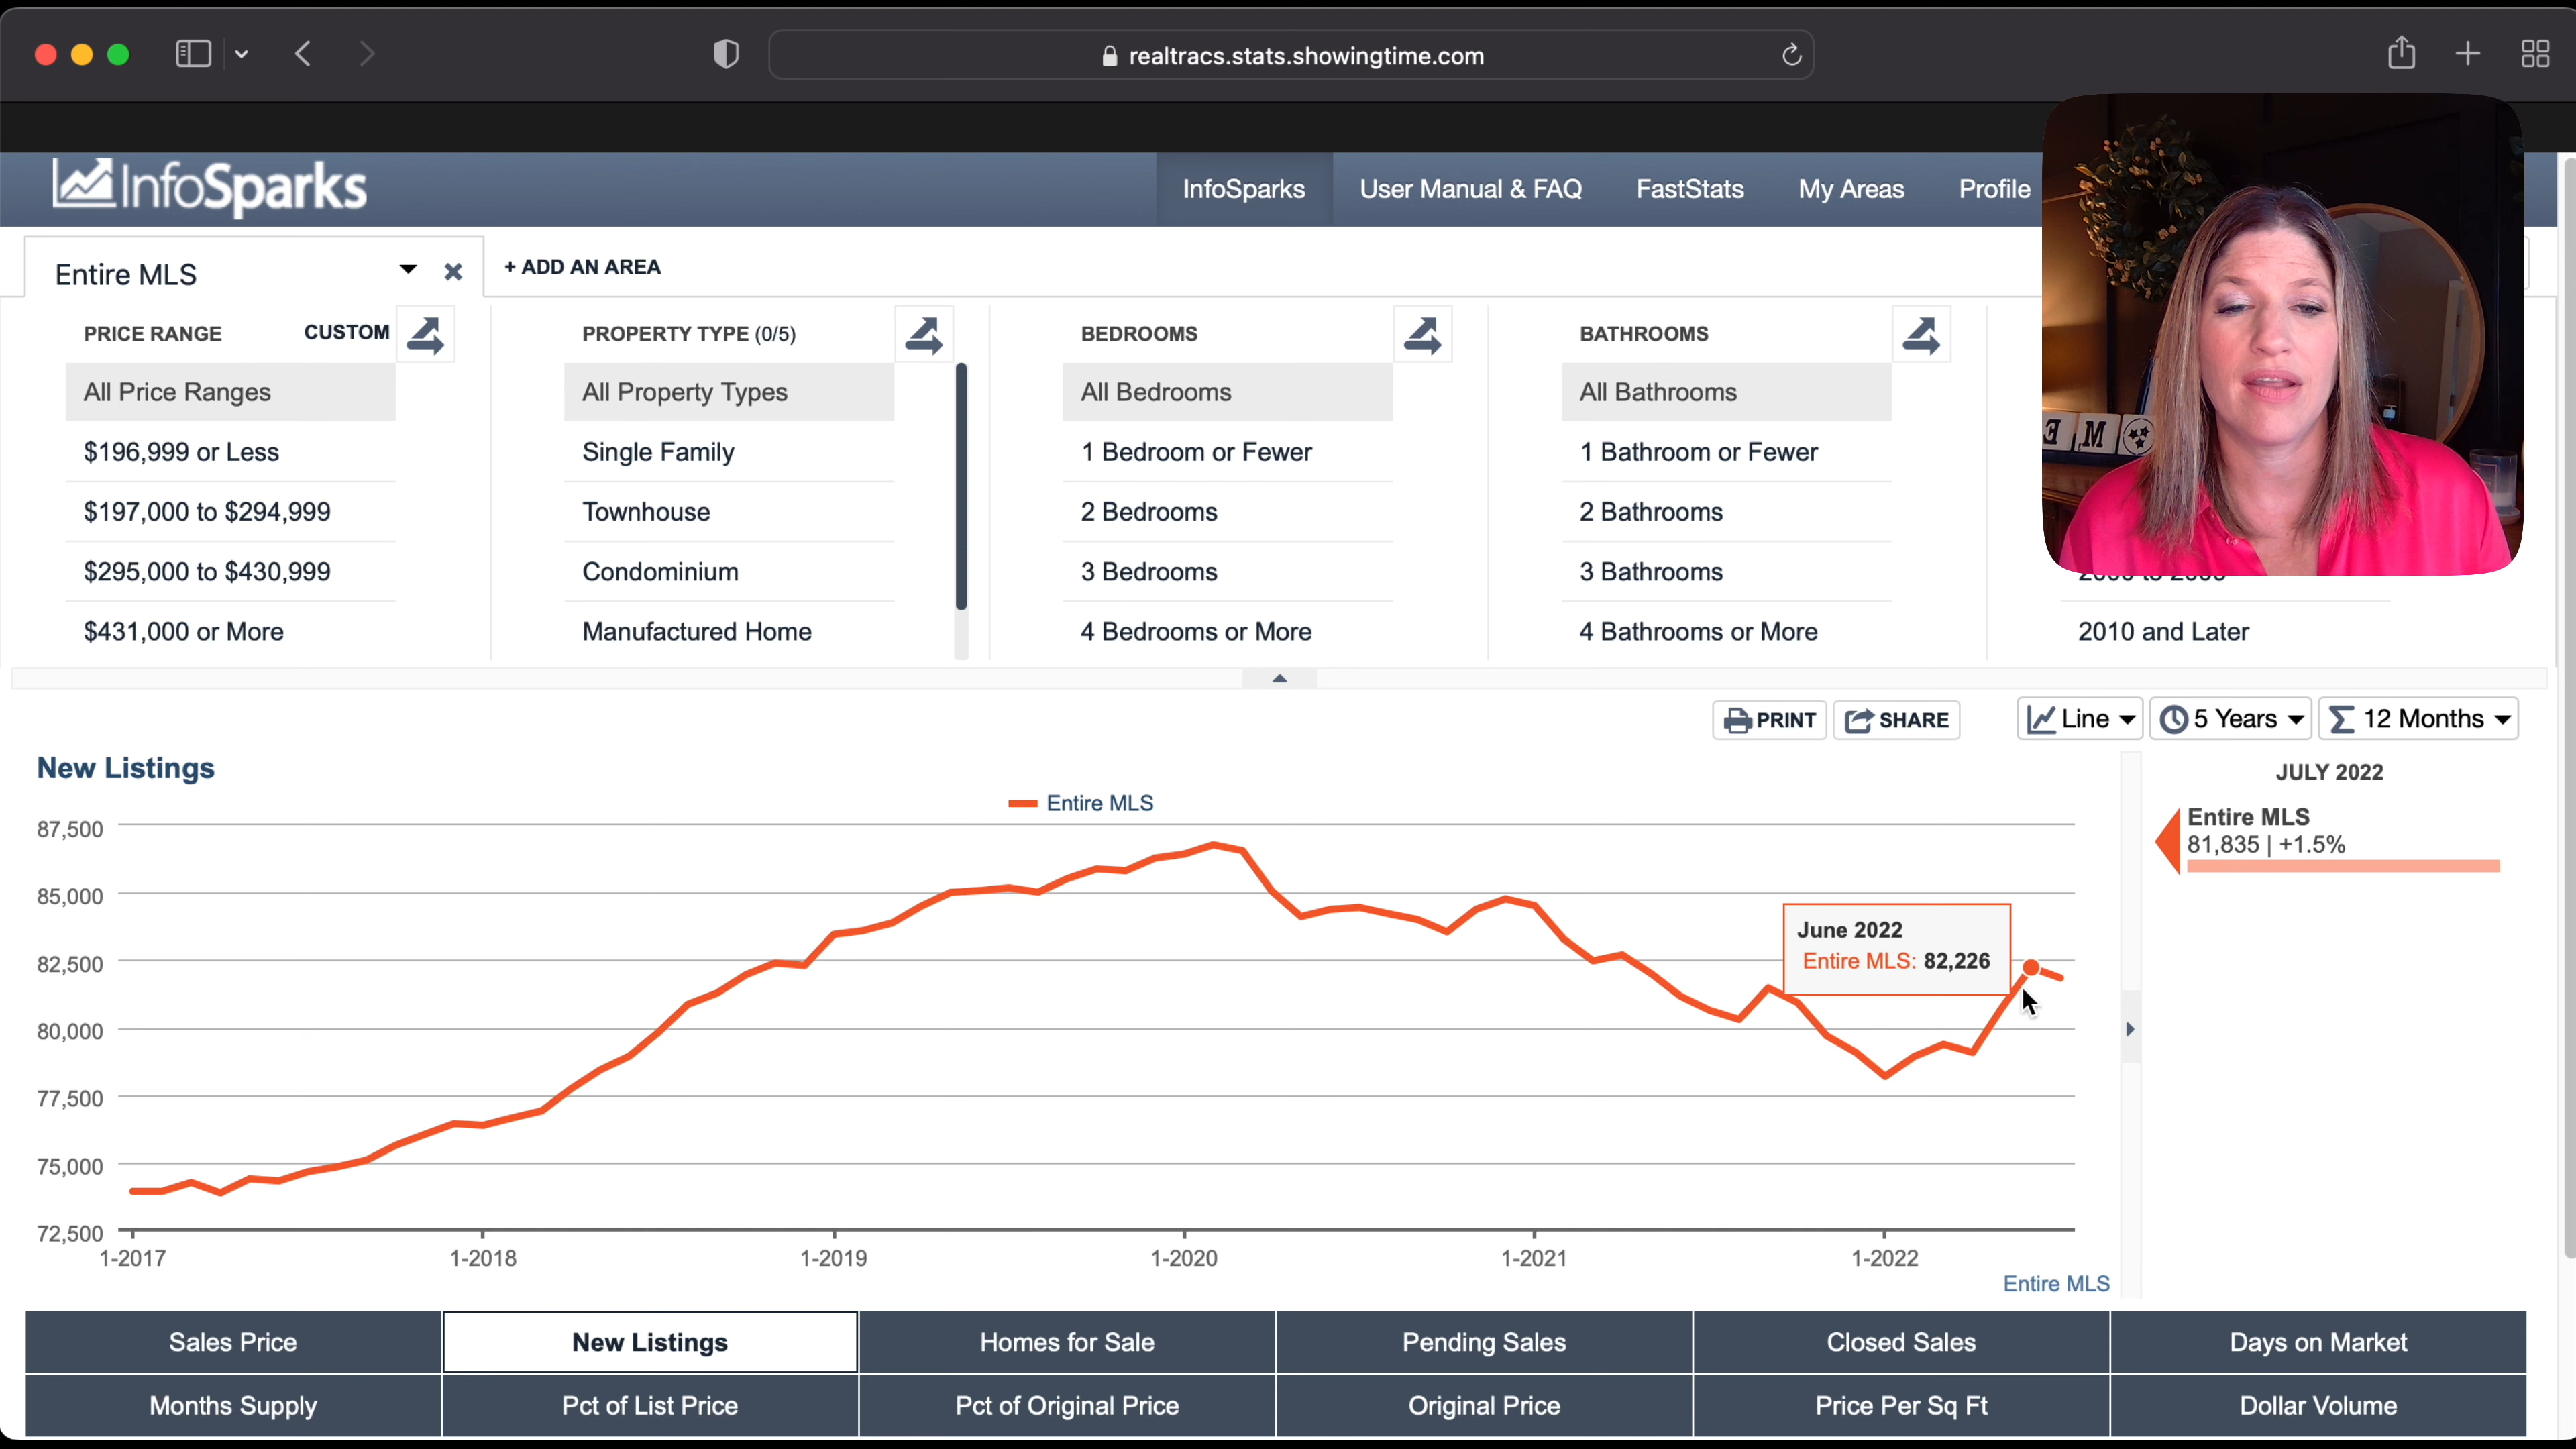 realtracs.stats.showingtime.com
InfoSparks
InfoSparks
User Manual & FAQ
FastStats
My Areas
Profile
Entire MLS
+ ADD AN AREA
PRICE RANGE
CUSTOM
All Price Ranges
$196,999 or Less
$197,000 to $294,999
$295,000 to $430,999
$431,000 or More
PROPERTY TYPE (0/5)
All Property Types
Single Family
Townhouse
Condominium
Manufactured Home
BEDROOMS
All Bedrooms
1 Bedroom or Fewer
2 Bedrooms
3 Bedrooms
4 Bedrooms or More
BATHROOMS
All Bathrooms
1 Bathroom or Fewer
2 Bathrooms
3 Bathrooms
4 Bathrooms or More
2010 and Later
PRINT
SHARE
Line
5 Years
12 Months
New Listings
Entire MLS
87,500
85,000
82,500
80,000
77,500
75,000
72,500
1-2017
1-2018
1-2019
1-2020
1-2021
1-2022
June 2022
Entire MLS: 82,226
Entire MLS
JULY 2022
Entire MLS
81,835 | +1.5%
Sales Price
New Listings
Homes for Sale
Pending Sales
Closed Sales
Days on Market
Months Supply
Pct of List Price
Pct of Original Price
Original Price
Price Per Sq Ft
Dollar Volume